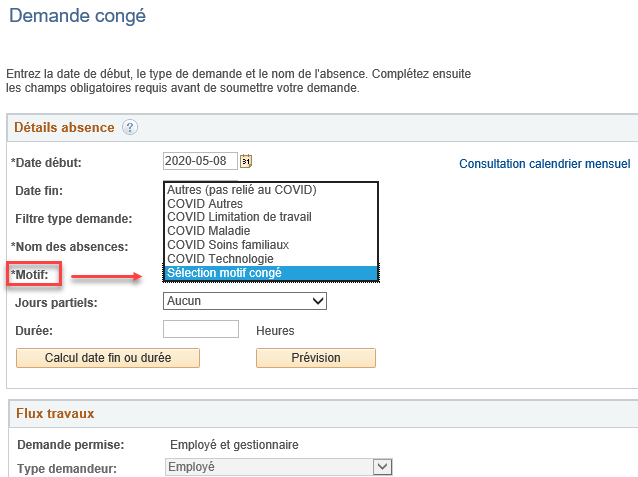 Demande congé
Entrez la date de début, le type de demande et le nom de l'absence. Complétez ensuite
les champs obligatoires requis avant de soumettre votre demande.
Détails absence ?
*Date début: 2020-05-08 31 Consultation calendrier mensuel
Date fin:
Autres (pas relié au COVID)
COVID Autres
Filtre type demande:
COVID Limitation de travail
COVID Maladie
*Nom des absences:
COVID Soins familiaux
COVID Technologie
*Motif:
Sélection motif congé
Jours partiels: Aucun
Durée: Heures
Calcul date fin ou durée Prévision
Flux travaux
Demande permise: Employé et gestionnaire
Type demandeur: Employé